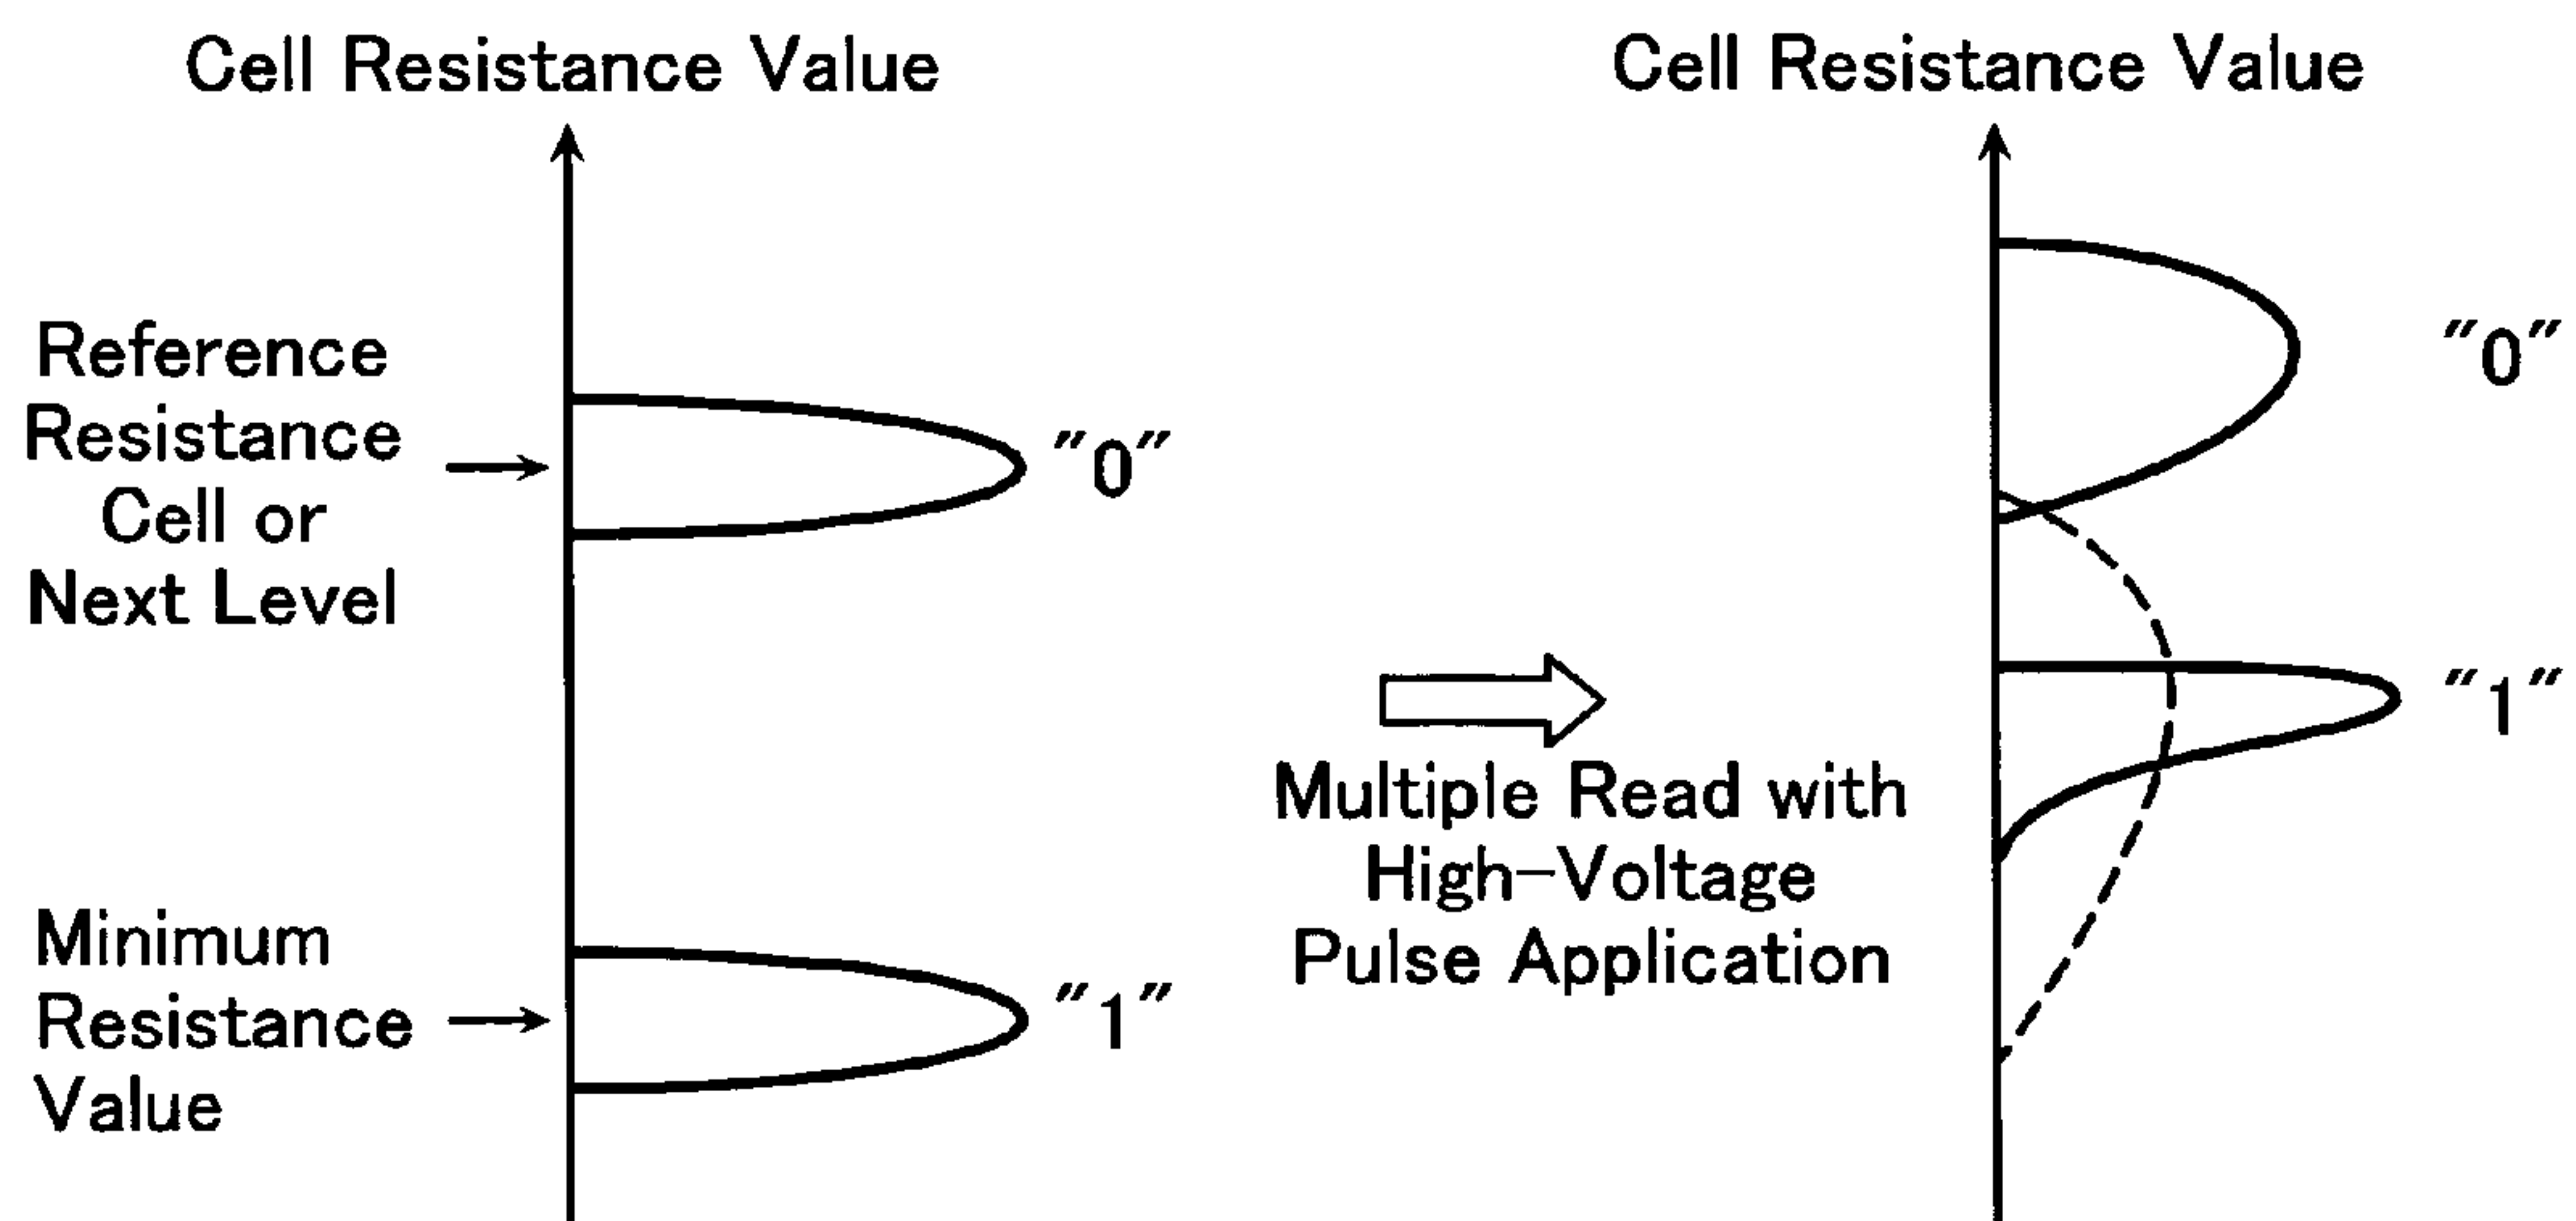 Cell Resistance Value
Reference
Resistance
Cell or
Next Level
"0"
Minimum
Resistance
Value
"1"
Multiple Read with
High-Voltage
Pulse Application
Cell Resistance Value
"0"
"1"